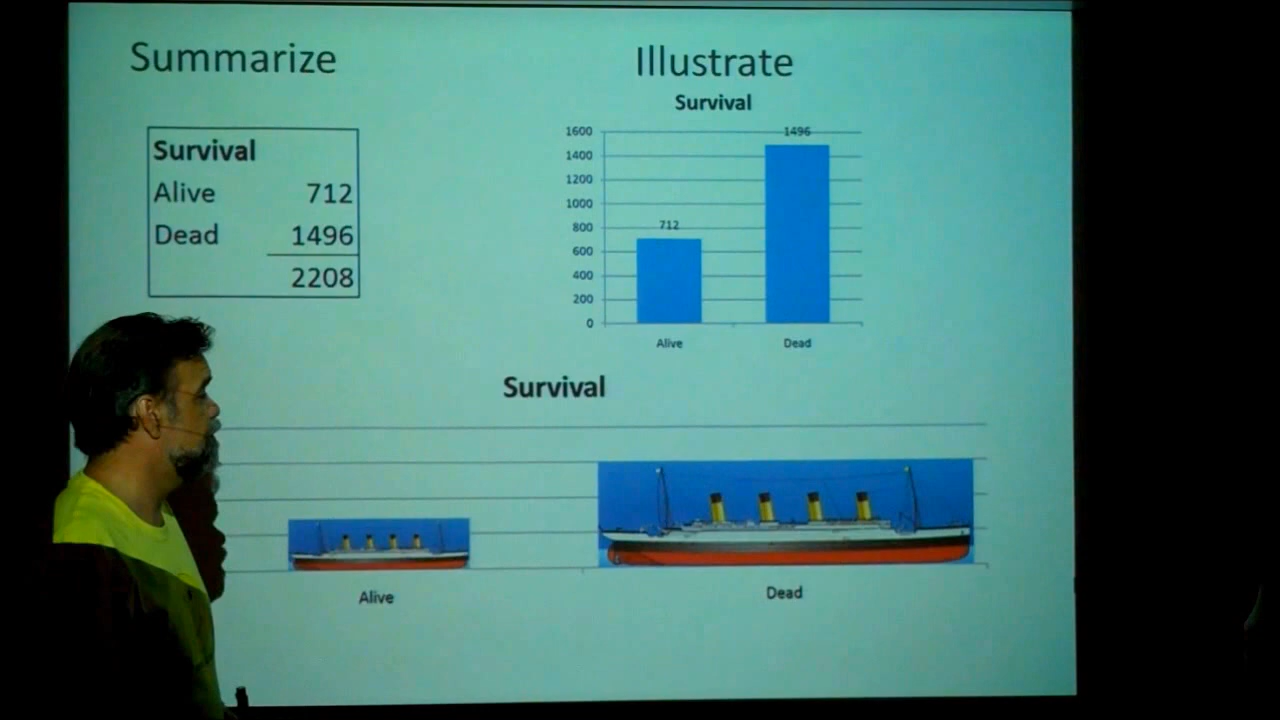 Summarize
Survival
Alive 712
Dead 1496
2208
Illustrate
Survival
1600
1400
1200
1000
800
600
400
200
0
1496
712
Alive
Dead
Survival
Alive
Dead